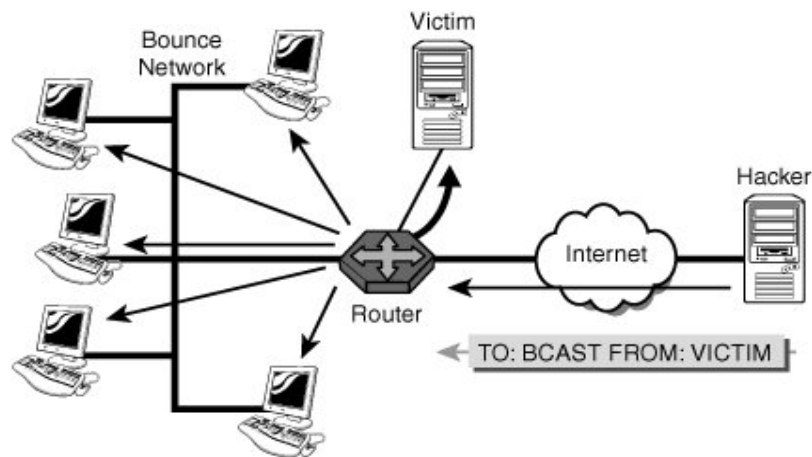 Bounce
Network
Victim
Hacker
Internet
Router
TO: BCAST FROM: VICTIM